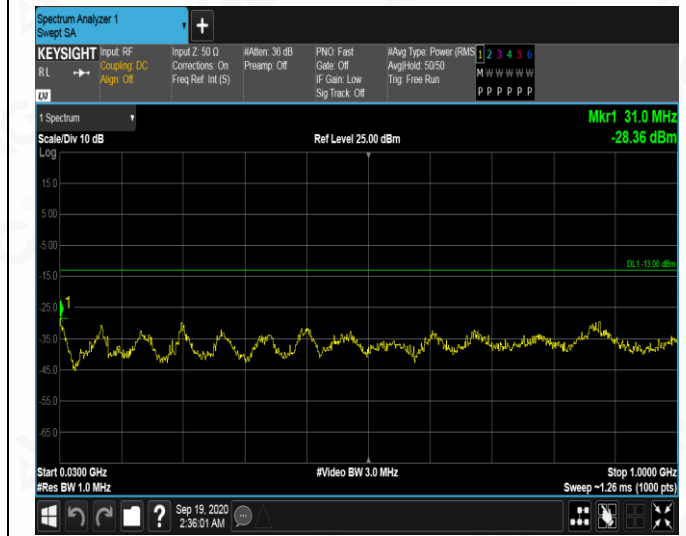 Spectrum Analyzer 1
Swept SA
+
KEYSIGHT Input: RF
RL Coupling: DC
Align: Off
LXI
Input Z: 50 Ω
Corrections: On
Freq Ref: Int (S)
#Atten: 36 dB
Preamp: Off
PNO: Fast
Gate: Off
IF Gain: Low
Sig Track: Off
#Avg Type: Power (RMS
Avg|Hold: 50/50
Trig: Free Run
1 2 3 4 5 6
M W W W W W
P P P P P P
1 Spectrum
Mkr1 31.0 MHz
Scale/Div 10 dB Ref Level 25.00 dBm -28.36 dBm
Log
15.0
5.00
-5.00
DL1 -13.00 dBm
-15.0
-25.0
1
-35.0
-45.0
-55.0
-65.0
Start 0.0300 GHz #Video BW 3.0 MHz Stop 1.0000 GHz
#Res BW 1.0 MHz Sweep ~1.26 ms (1000 pts)
? Sep 19, 2020
2:36:01 AM